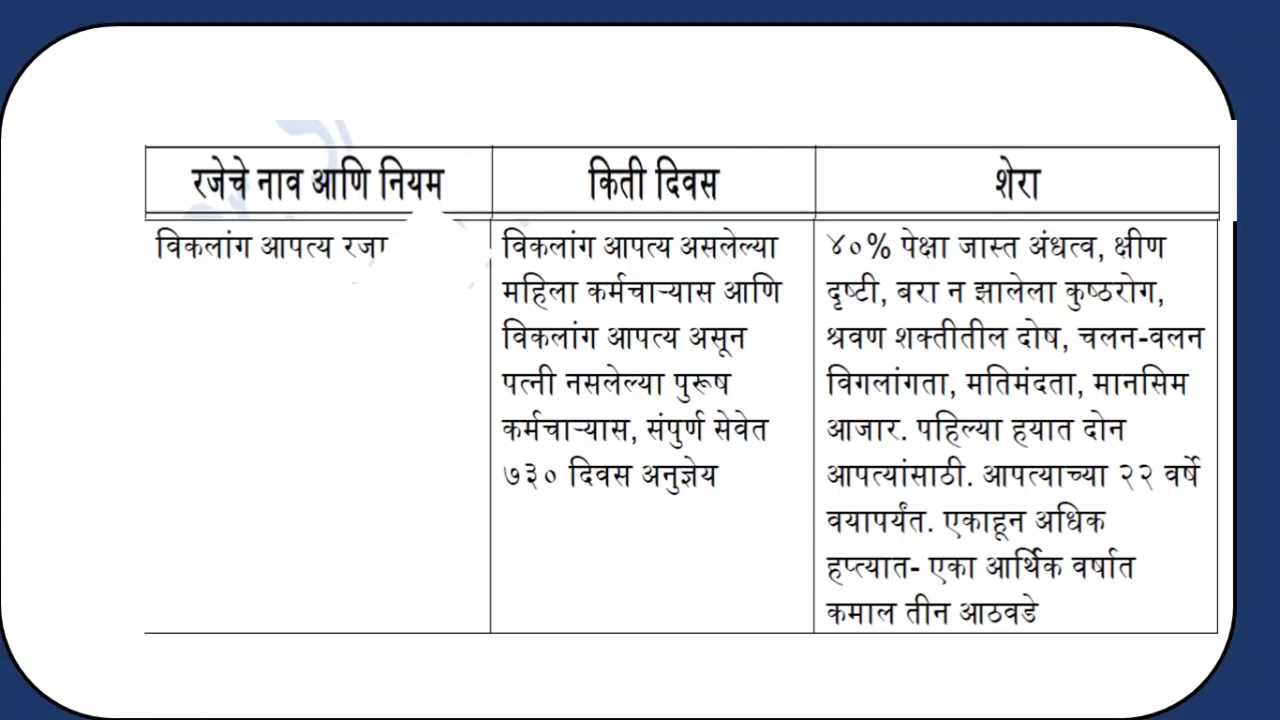 रजेचे नाव आणि नियम
किती दिवस
शेरा
विकलांग आपत्य रजा
विकलांग आपत्य असलेल्या
महिला कर्मचाऱ्यास आणि
विकलांग आपत्य असून
पत्नी नसलेल्या पुरूष
कर्मचाऱ्यास, संपुर्ण सेवेत
७३० दिवस अनुज्ञेय
४०% पेक्षा जास्त अंधत्व, क्षीण
दृष्टी, बरा न झालेला कुष्ठरोग,
श्रवण शक्तीतील दोष, चलन-वलन
विगलांगता, मतिमंदता, मानसिम
आजार. पहिल्या हयात दोन
आपत्यांसाठी. आपत्याच्या २२ वर्षे
वयापर्यंत. एकाहून अधिक
हप्त्यात- एका आर्थिक वर्षात
कमाल तीन आठवडे